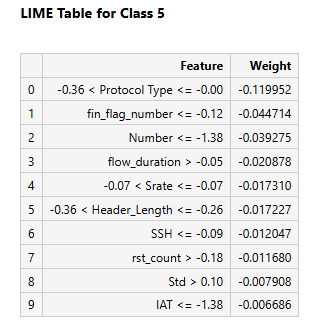 LIME Table for Class 5
Feature Weight
0 -0.36 < Protocol Type <= -0.00 -0.119952
1 fin_flag_number <= -0.12 -0.044714
2 Number <= -1.38 -0.039275
3 flow_duration > -0.05 -0.020878
4 -0.07 < Srate <= -0.07 -0.017310
5 -0.36 < Header_Length <= -0.26 -0.017227
6 SSH <= -0.09 -0.012047
7 rst_count > -0.18 -0.011680
8 Std > 0.10 -0.007908
9 IAT <= -1.38 -0.006686